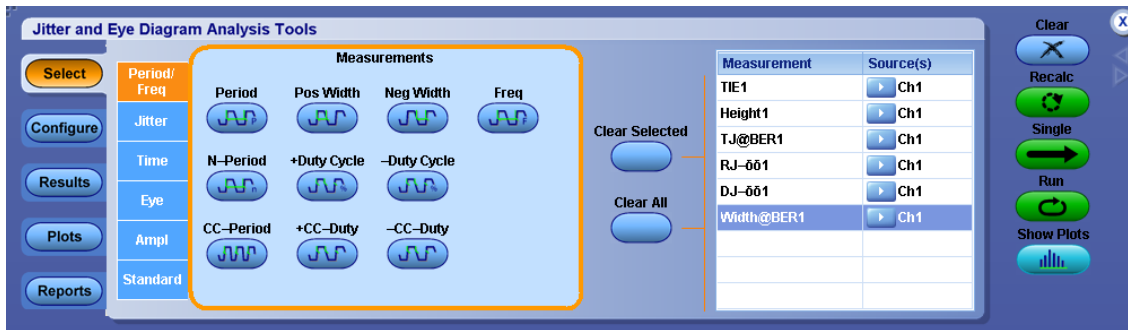 Jitter and Eye Diagram Analysis Tools
Select
Configure
Results
Plots
Reports
Period/
Freq
Jitter
Time
Eye
Ampl
Standard
Measurements
Period Pos Width Neg Width Freq
N–Period +Duty Cycle –Duty Cycle
CC–Period +CC–Duty –CC–Duty
Clear Selected
Clear All
Measurement Source(s)
TIE1 Ch1
Height1 Ch1
TJ@BER1 Ch1
RJ–δδ1 Ch1
DJ–δδ1 Ch1
Width@BER1 Ch1
Clear
X
Recalc
Single
Run
Show Plots